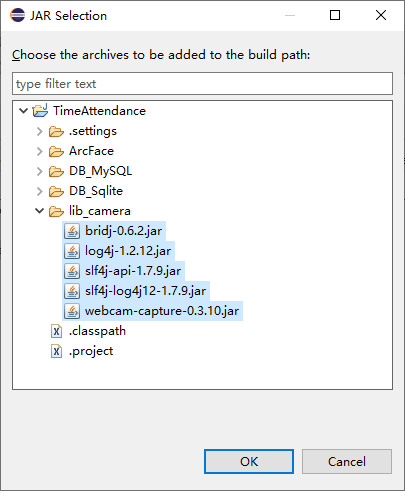 JAR Selection
Choose the archives to be added to the build path:
type filter text
TimeAttendance
.settings
ArcFace
DB_MySQL
DB_Sqlite
lib_camera
bridj-0.6.2.jar
log4j-1.2.12.jar
slf4j-api-1.7.9.jar
slf4j-log4j12-1.7.9.jar
webcam-capture-0.3.10.jar
.classpath
.project
OK Cancel